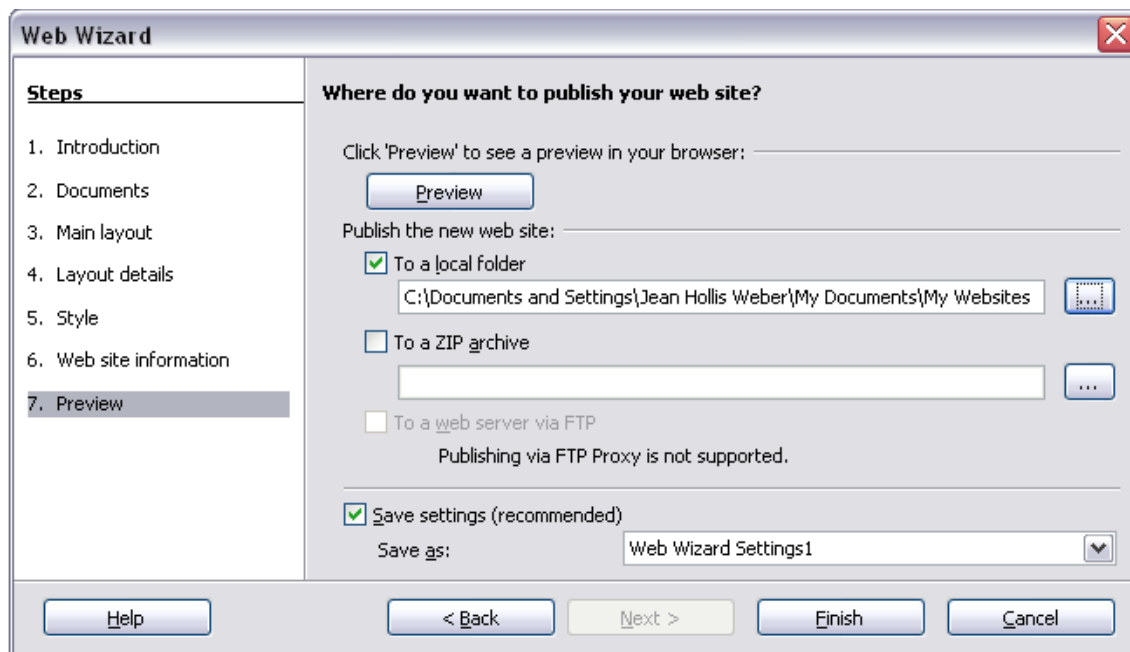 Web Wizard
Steps
1. Introduction
2. Documents
3. Main layout
4. Layout details
5. Style
6. Web site information
7. Preview
Where do you want to publish your web site?
Click 'Preview' to see a preview in your browser:
Preview
Publish the new web site:
To a local folder
C:\Documents and Settings\Jean Hollis Weber\My Documents\My Websites
...
To a ZIP archive
...
To a web server via FTP
Publishing via FTP Proxy is not supported.
Save settings (recommended)
Save as:
Web Wizard Settings1
Help
< Back
Next >
Finish
Cancel